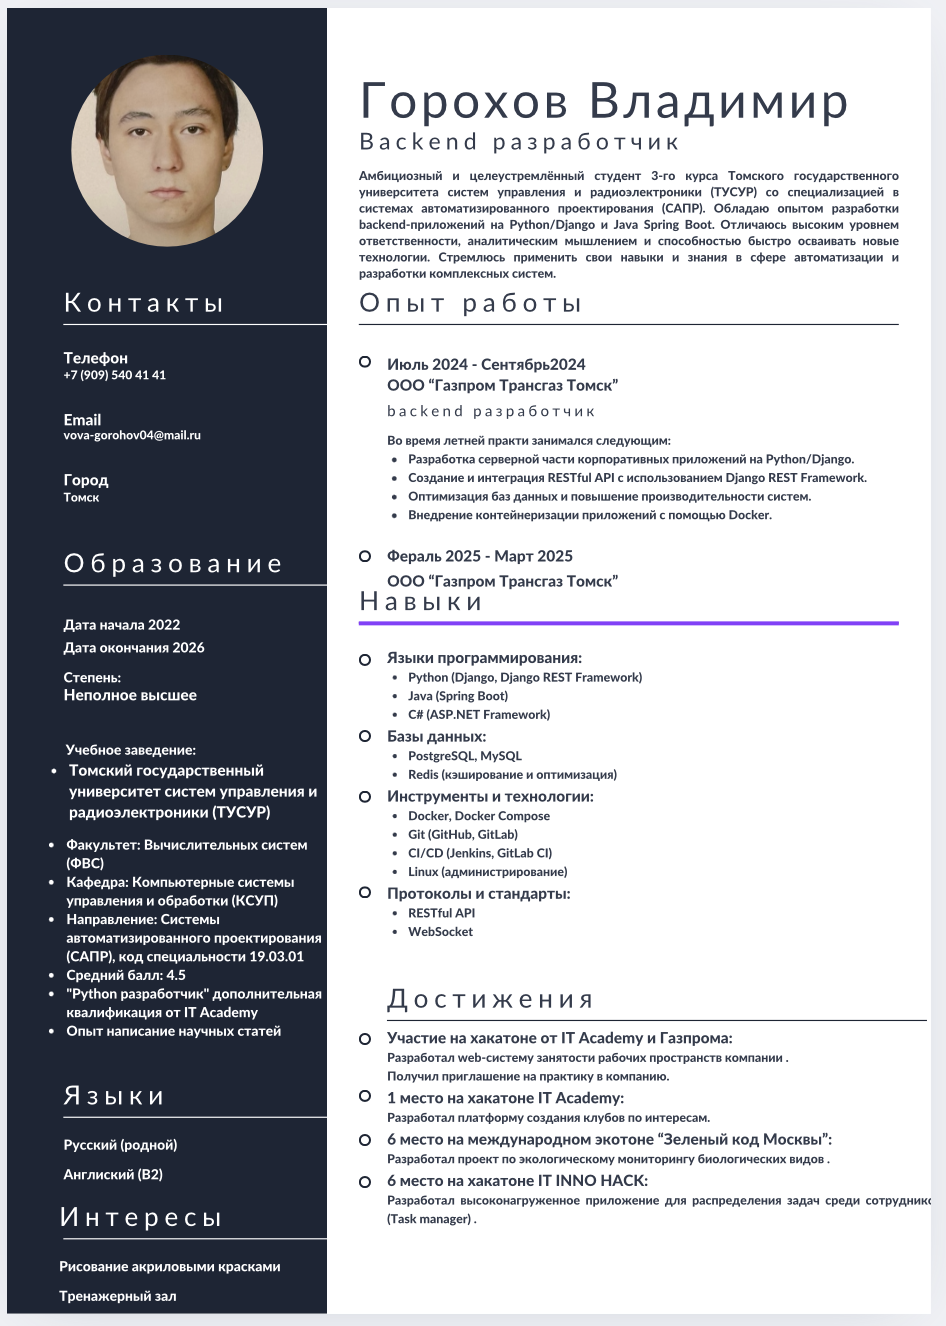 Горохов Владимир
Backend разработчик
Амбициозный и целеустремлённый студент 3-го курса Томского государственного
университета систем управления и радиоэлектроники (ТУСУР) со специализацией в
системах автоматизированного проектирования (САПР). Обладаю опытом разработки
backend-приложений на Python/Django и Java Spring Boot. Отличаюсь высоким уровнем
ответственности, аналитическим мышлением и способностью быстро осваивать новые
технологии. Стремлюсь применить свои навыки и знания в сфере автоматизации и
разработки комплексных систем.
Контакты
Телефон
+7 (909) 540 41 41
Email
vova-gorohov04@mail.ru
Город
Томск
Образование
Дата начала 2022
Дата окончания 2026
Степень:
Неполное высшее
Учебное заведение:
• Томский государственный
университет систем управления и
радиоэлектроники (ТУСУР)
• Факультет: Вычислительных систем
(ФВС)
• Кафедра: Компьютерные системы
управления и обработки (КСУП)
• Направление: Системы
автоматизированного проектирования
(САПР), код специальности 19.03.01
• Средний балл: 4.5
• "Python разработчик" дополнительная
квалификация от IT Academy
• Опыт написание научных статей
Языки
Русский (родной)
Англиский (B2)
Интересы
Рисование акриловыми красками
Тренажерный зал
Опыт работы
Июль 2024 - Сентябрь2024
ООО “Газпром Трансгаз Томск”
backend разработчик
Во время летней практи занимался следующим:
• Разработка серверной части корпоративных приложений на Python/Django.
• Создание и интеграция RESTful API с использованием Django REST Framework.
• Оптимизация баз данных и повышение производительности систем.
• Внедрение контейнеризации приложений с помощью Docker.
Фераль 2025 - Март 2025
ООО “Газпром Трансгаз Томск”
Навыки
Языки программирования:
• Python (Django, Django REST Framework)
• Java (Spring Boot)
• C# (ASP.NET Framework)
Базы данных:
• PostgreSQL, MySQL
• Redis (кэширование и оптимизация)
Инструменты и технологии:
• Docker, Docker Compose
• Git (GitHub, GitLab)
• CI/CD (Jenkins, GitLab CI)
• Linux (администрирование)
Протоколы и стандарты:
• RESTful API
• WebSocket
Достижения
Участие на хакатоне от IT Academy и Газпрома:
Разработал web-систему занятости рабочих пространств компании .
Получил приглашение на практику в компанию.
1 место на хакатоне IT Academy:
Разработал платформу создания клубов по интересам.
6 место на международном экотоне “Зеленый код Москвы”:
Разработал проект по экологическому мониторингу биологических видов .
6 место на хакатоне IT INNO HACK:
Разработал высоконагруженное приложение для распределения задач среди
(Task manager) .